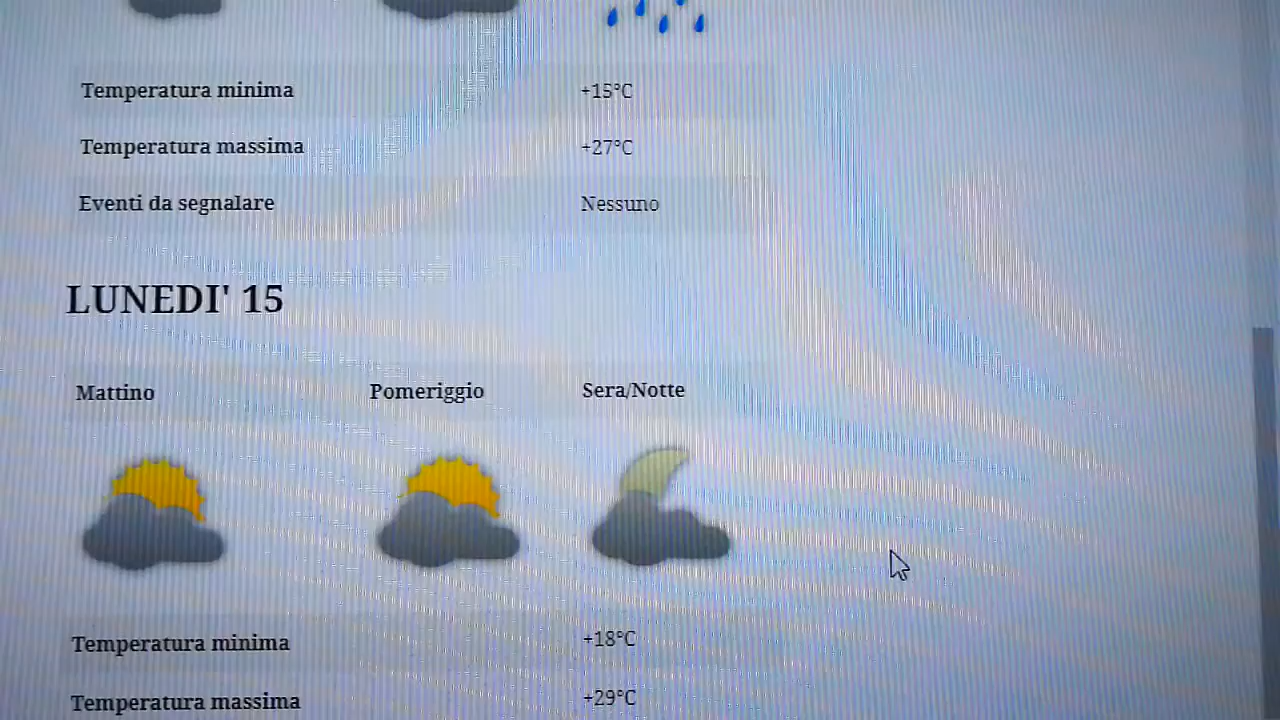 Temperatura minima +15°C
Temperatura massima +27°C
Eventi da segnalare Nessuno
LUNEDI' 15
Mattino Pomeriggio Sera/Notte
Temperatura minima +18°C
Temperatura massima +29°C